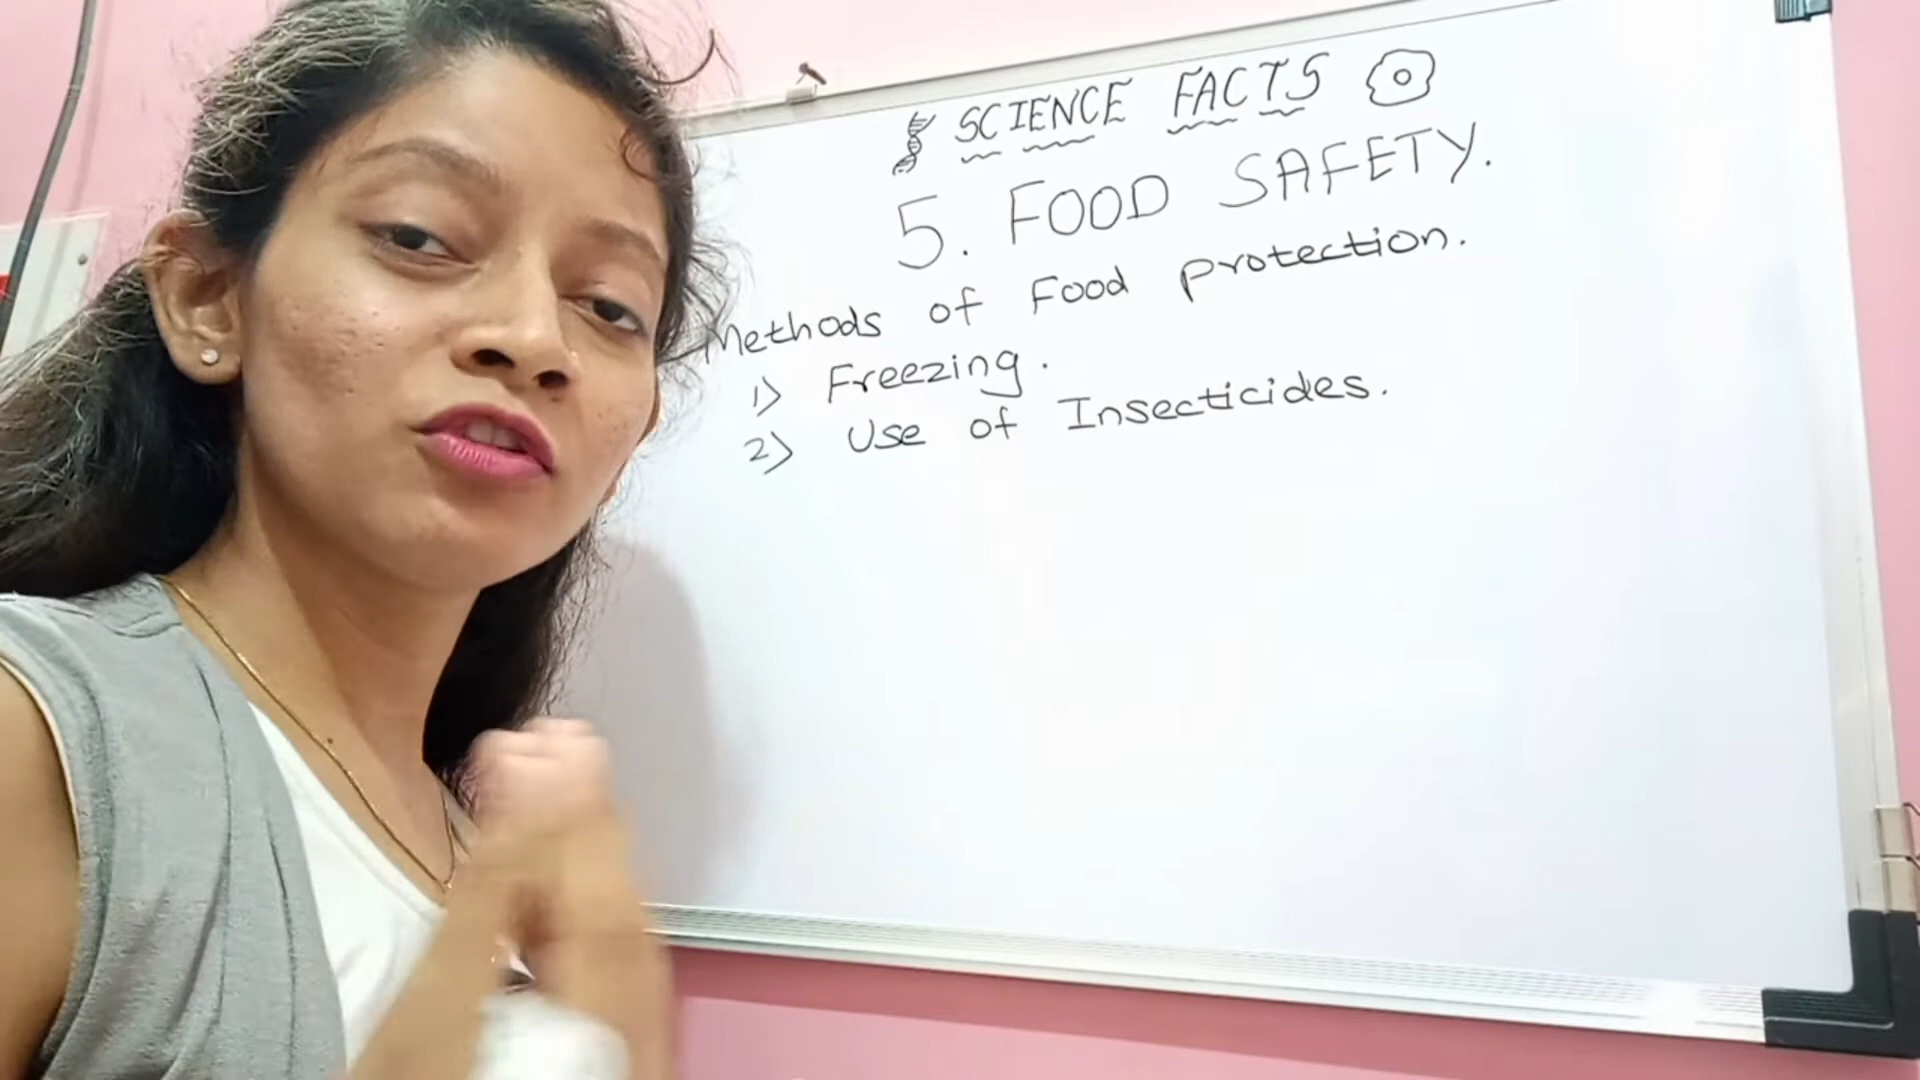 SCIENCE FACTS
5. FOOD SAFETY.
Methods of Food protection.
1) Freezing.
2) Use of Insecticides.